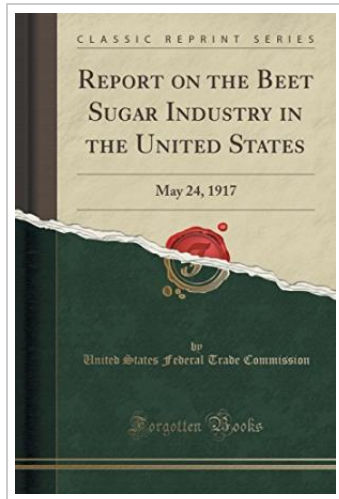 CLASSIC REPRINT SERIES
REPORT ON THE BEET
SUGAR INDUSTRY IN
THE UNITED STATES
May 24, 1917
by
United States Federal Trade Commission
Forgotten Books